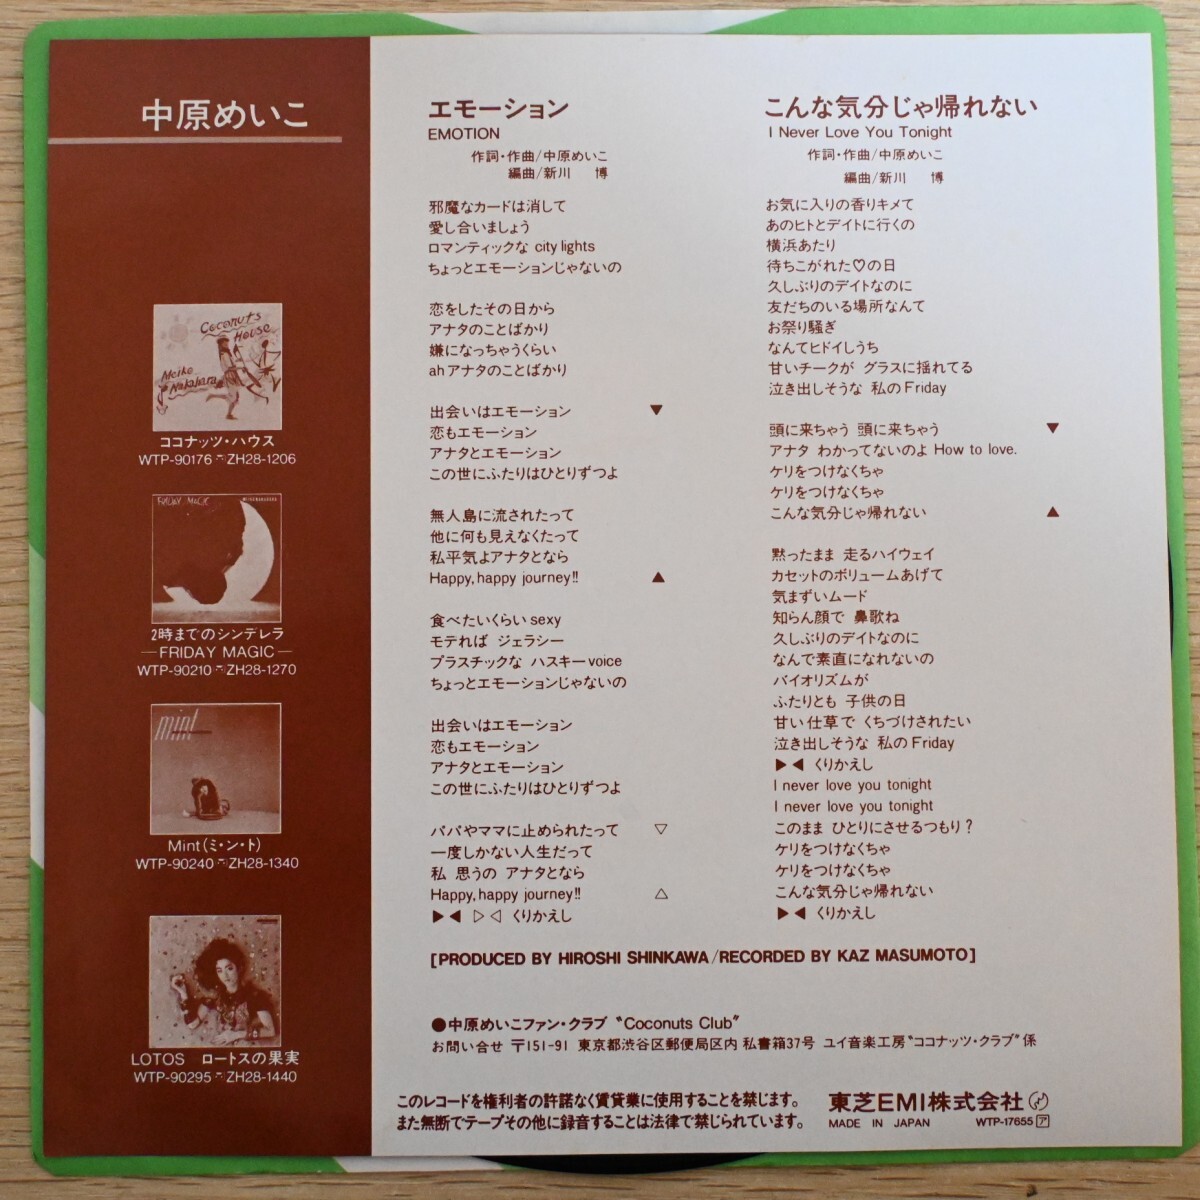 中原めいこ
Coconuts
House
Meiko
Nakahara
ココナッツ・ハウス
WTP-90176 ZH28-1206
FRIDAY MAGIC
2時までのシンデレラ
—FRIDAY MAGIC—
WTP-90210 ZH28-1270
mint
Mint(ミ・ン・ト)
WTP-90240 ZH28-1340
LOTOS ロートスの果実
WTP-90295 ZH28-1440
エモーション
EMOTION
作詞・作曲/中原めいこ
編曲/新川 博
邪魔なカードは消して
愛し合いましょう
ロマンティックな city lights
ちょっとエモーションじゃないの
恋をしたその日から
アナタのことばかり
嫌になっちゃうくらい
ah アナタのことばかり
出会いはエモーション ▼
恋もエモーション
アナタとエモーション
この世にふたりはひとりずつよ
無人島に流されたって
他に何も見えなくたって
私平気よアナタとなら
Happy, happy journey!! ▲
食べたいくらい sexy
モテれば ジェラシー
プラスチックな ハスキー voice
ちょっとエモーションじゃないの
出会いはエモーション
恋もエモーション
アナタとエモーション
この世にふたりはひとりずつよ
パパやママに止められたって ▽
一度しかない人生だって
私 思うの アナタとなら
Happy, happy journey!! △
▶◀ ▷◁ くりかえし
こんな気分じゃ帰れない
I Never Love You Tonight
作詞・作曲/中原めいこ
編曲/新川 博
お気に入りの香りキメて
あのヒトとデイトに行くの
横浜あたり
待ちこがれた♡の日
久しぶりのデイトなのに
友だちのいる場所なんて
お祭り騒ぎ
なんてヒドイしうち
甘いチークが グラスに揺れてる
泣き出しそうな 私のFriday
頭に来ちゃう 頭に来ちゃう ▼
アナタ わかってないのよ How to love.
ケリをつけなくちゃ
ケリをつけなくちゃ
こんな気分じゃ帰れない ▲
黙ったまま 走るハイウェイ
カセットのボリュームあげて
気まずいムード
知らん顔で 鼻歌ね
久しぶりのデイトなのに
なんで素直になれないの
バイオリズムが
ふたりとも 子供の日
甘い仕草で くちづけされたい
泣き出しそうな 私のFriday
▶◀ くりかえし
I never love you tonight
I never love you tonight
このまま ひとりにさせるつもり?
ケリをつけなくちゃ
ケリをつけなくちゃ
こんな気分じゃ帰れない
▶◀ くりかえし
[PRODUCED BY HIROSHI SHINKAWA/RECORDED BY KAZ MASUMOTO]
●中原めいこファン・クラブ "Coconuts Club"
お問い合せ 〒151-91 東京都渋谷区郵便局区内 私書箱37号 ユイ音楽工房"ココナッツ・クラブ"係
このレコードを権利者の許諾なく賃貸業に使用することを禁じます。
また無断でテープその他に録音することは法律で禁じられています。
東芝EMI株式会社
MADE IN JAPAN WTP-17655 ア